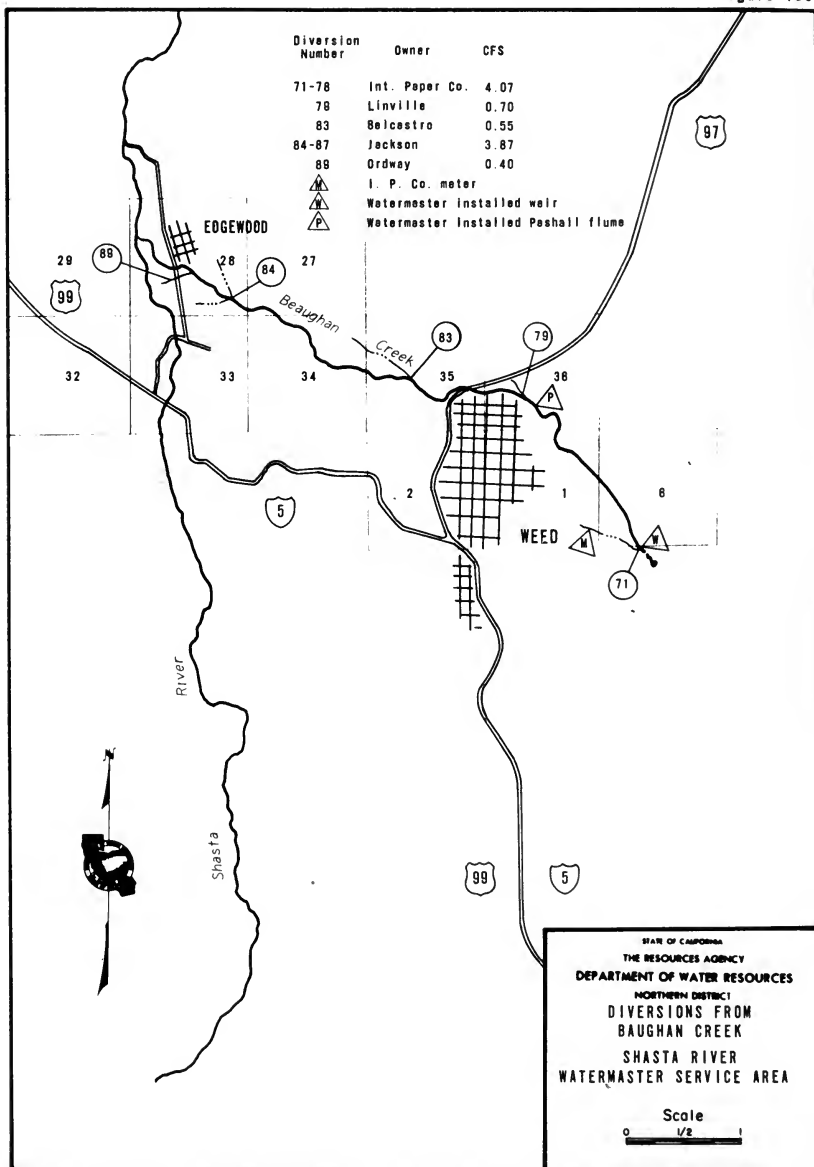 Diversion Number Owner CFS
71-78 Int. Paper Co. 4.07
79 Linville 0.70
83 Belcastro 0.55
84-87 Jackson 3.87
89 Ordway 0.40
M I. P. Co. meter
W Watermaster installed weir
P Watermaster installed Pashall flume
97
EDGEWOOD
29
89
28
27
84
99
Beaughan Creek
83
79
32
33
34
35
36
P
5
2
1
6
WEED
M
W
71
River
Shasta
N
99
5
STATE OF CALIFORNIA
THE RESOURCES AGENCY
DEPARTMENT OF WATER RESOURCES
NORTHERN DISTRICT
DIVERSIONS FROM
BAUGHAN CREEK
SHASTA RIVER
WATERMASTER SERVICE AREA
Scale
0 1/2 1